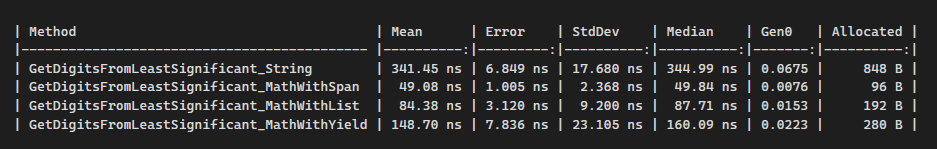 | Method                                      | Mean      | Error    | StdDev    | Median    | Gen0   | Allocated |
|-------------------------------------------- |----------:|---------:|----------:|----------:|-------:|----------:|
| GetDigitsFromLeastSignificant_String        | 341.45 ns | 6.849 ns | 17.680 ns | 344.99 ns | 0.0675 |     848 B |
| GetDigitsFromLeastSignificant_MathWithSpan  |  49.08 ns | 1.005 ns |  2.368 ns |  49.84 ns | 0.0076 |      96 B |
| GetDigitsFromLeastSignificant_MathWithList  |  84.38 ns | 3.120 ns |  9.200 ns |  87.71 ns | 0.0153 |     192 B |
| GetDigitsFromLeastSignificant_MathWithYield | 148.70 ns | 7.836 ns | 23.105 ns | 160.09 ns | 0.0223 |     280 B |